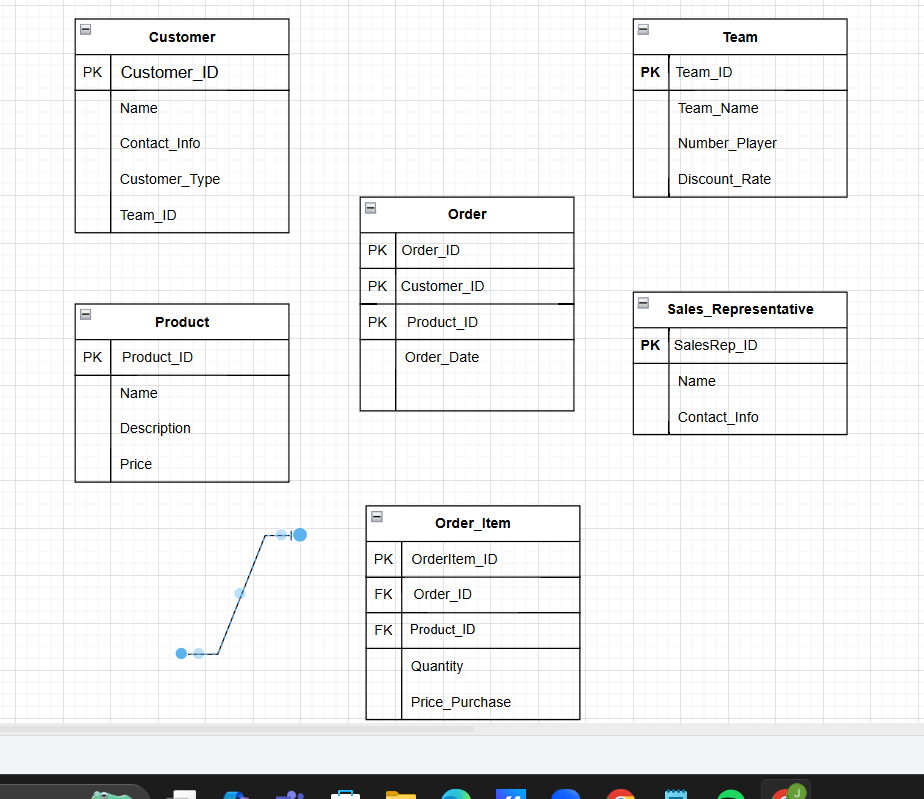 Customer
PK Customer_ID
Name
Contact_Info
Customer_Type
Team_ID
Team
PK Team_ID
Team_Name
Number_Player
Discount_Rate
Order
PK Order_ID
PK Customer_ID
PK Product_ID
Order_Date
Product
PK Product_ID
Name
Description
Price
Sales_Representative
PK SalesRep_ID
Name
Contact_Info
Order_Item
PK OrderItem_ID
FK Order_ID
FK Product_ID
Quantity
Price_Purchase
J